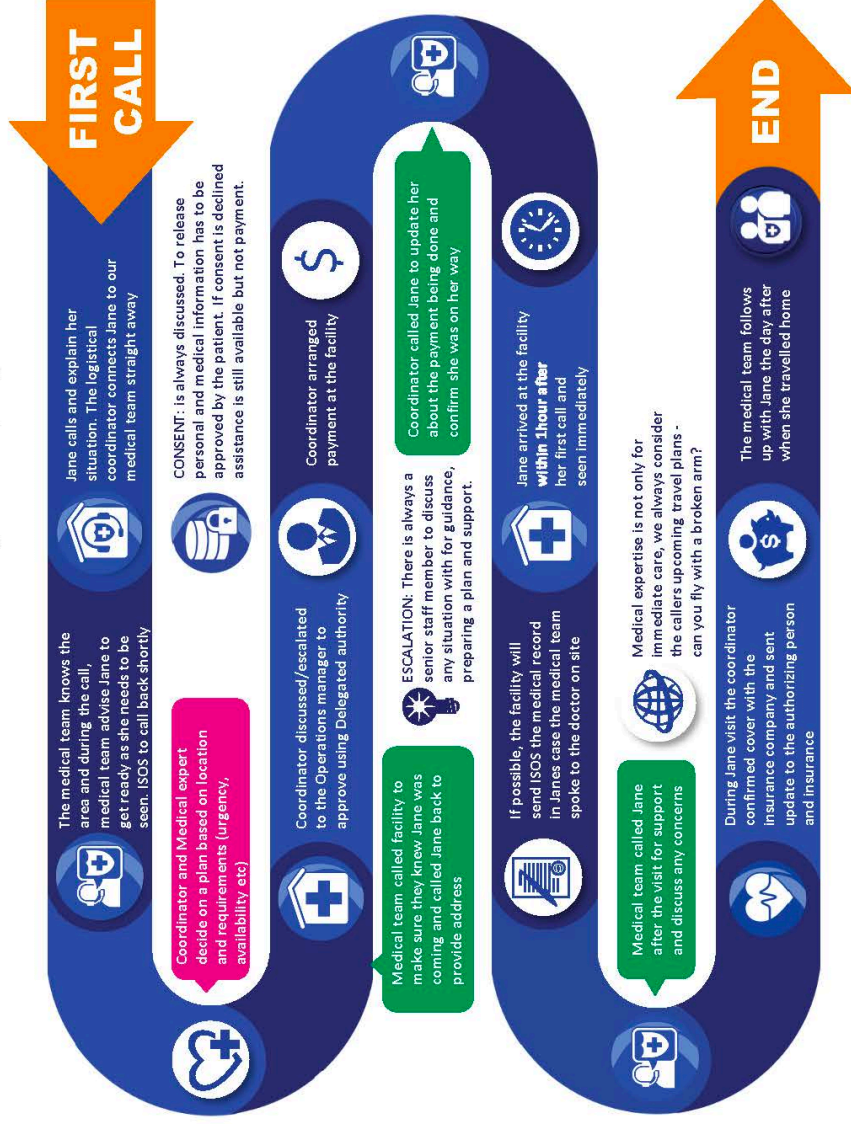 FIRST
CALL
Jane calls and explain her
situation. The logistical
coordinator connects Jane to our
medical team straight away
The medical team knows the
area and during the call,
medical team advise Jane to
get ready as she needs to be
seen. ISOS to call back shortly
CONSENT: is always discussed. To release
personal and medical information has to be
approved by the patient. If consent is declined
assistance is still available but not payment.
Coordinator and Medical expert
decide on a plan based on location
and requirements (urgency,
availability etc)
Coordinator discussed/escalated
to the Operations manager to
approve using Delegated authority
Coordinator arranged
payment at the facility
$
Medical team called facility to
make sure they knew Jane was
coming and called Jane back to
provide address
ESCALATION: There is always a
senior staff member to discuss
any situation with for guidance,
preparing a plan and support.
Coordinator called Jane to update her
about the payment being done and
confirm she was on her way
Jane arrived at the facility
within 1hour after
her first call and
seen immediately
If possible, the facility will
send ISOS the medical record
in Janes case the medical team
spoke to the doctor on site
Medical team called Jane
after the visit for support
and discuss any concerns
Medical expertise is not only for
immediate care, we always consider
the callers upcoming travel plans -
can you fly with a broken arm?
During Jane visit the coordinator
confirmed cover with the
insurance company and sent
update to the authorizing person
and insurance
$
The medical team follows
up with Jane the day after
when she travelled home
END